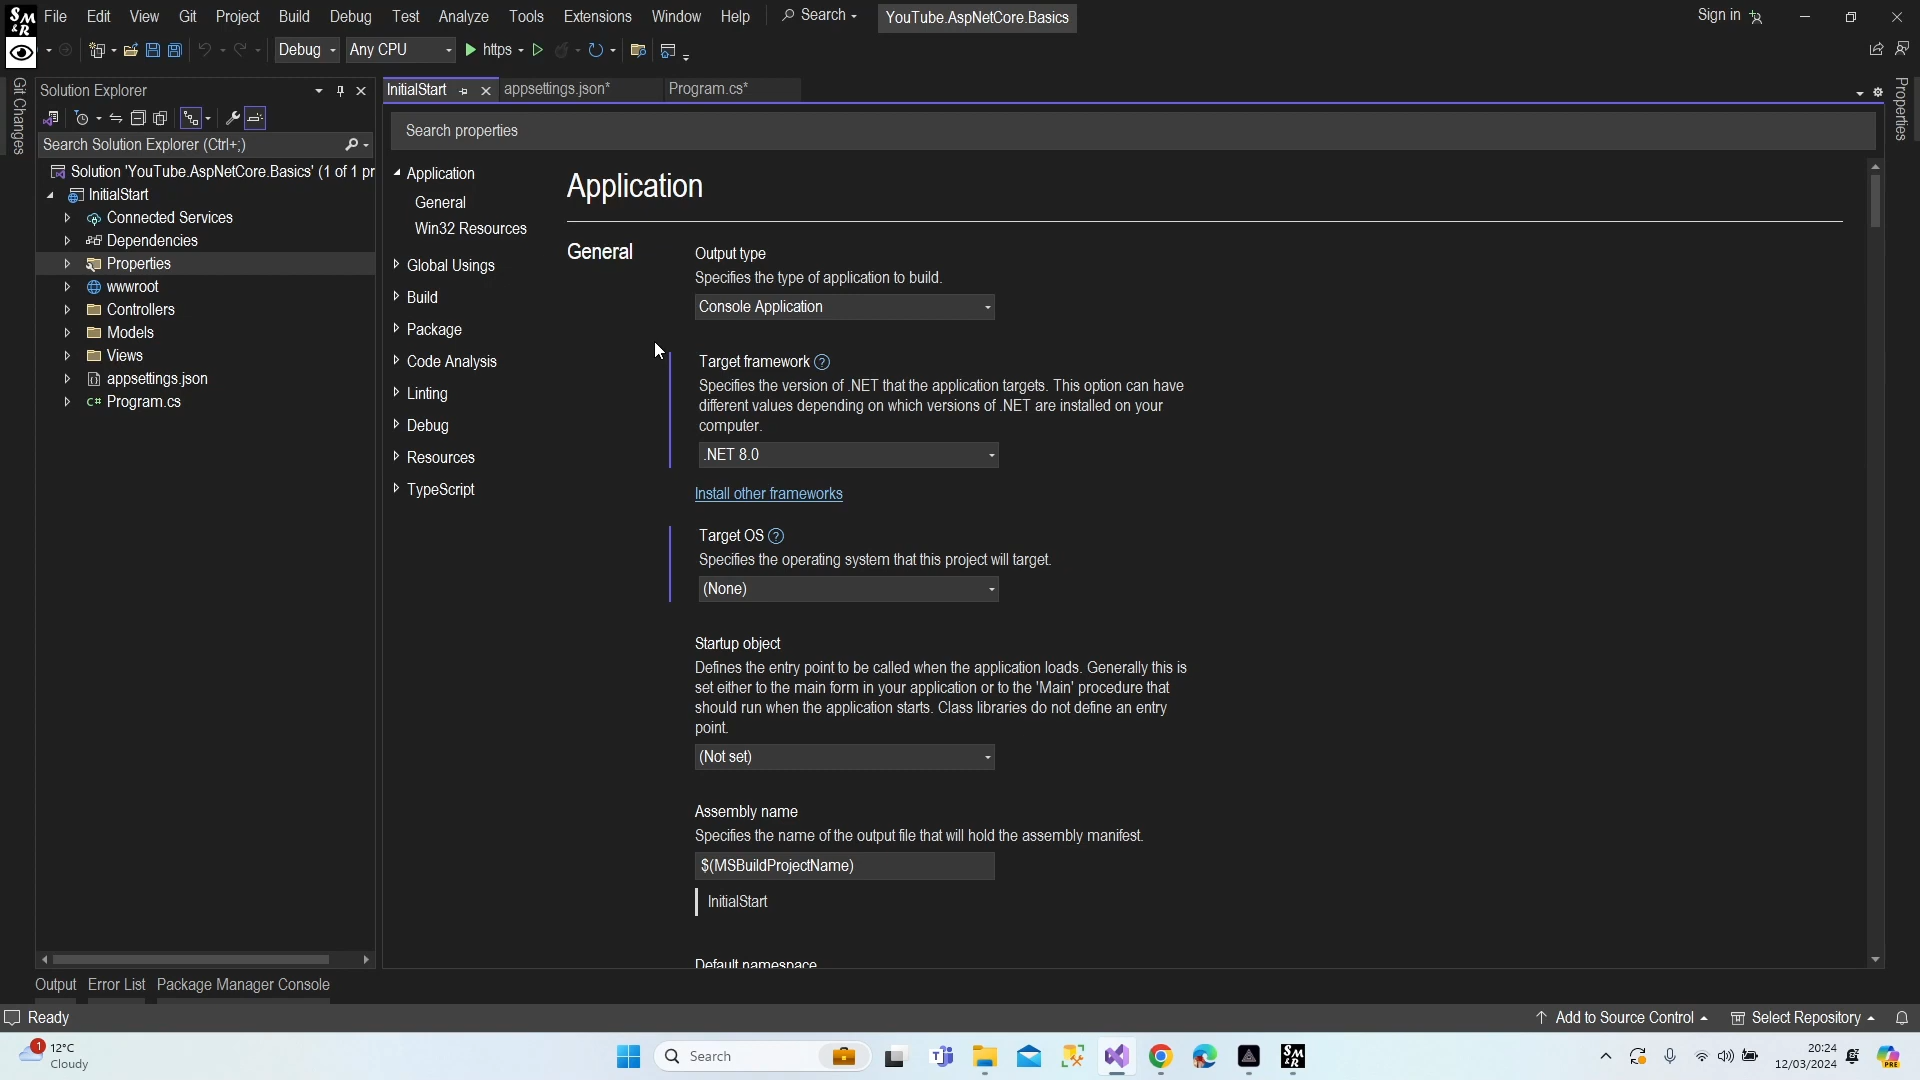 File Edit View Git Project Build Debug Test Analyze Tools Extensions Window Help Search YouTube.AspNetCore.Basics Sign in
SM&R
Debug Any CPU https
Git Changes
Solution Explorer
Search Solution Explorer (Ctrl+;)
Solution 'YouTube.AspNetCore.Basics' (1 of 1 pr
InitialStart
Connected Services
Dependencies
Properties
wwwroot
Controllers
Models
Views
appsettings.json
C# Program.cs
InitialStart appsettings.json* Program.cs*
Properties
Search properties
Application
General
Win32 Resources
Global Usings
Build
Package
Code Analysis
Linting
Debug
Resources
TypeScript
Application
General
Output type
Specifies the type of application to build.
Console Application
Target framework ?
Specifies the version of .NET that the application targets. This option can have
different values depending on which versions of .NET are installed on your
computer.
.NET 8.0
Install other frameworks
Target OS ?
Specifies the operating system that this project will target.
(None)
Startup object
Defines the entry point to be called when the application loads. Generally this is
set either to the main form in your application or to the 'Main' procedure that
should run when the application starts. Class libraries do not define an entry
point.
(Not set)
Assembly name
Specifies the name of the output file that will hold the assembly manifest.
$(MSBuildProjectName)
InitialStart
Default namespace
Output Error List Package Manager Console
Ready
Add to Source Control Select Repository
1
12°C
Cloudy
Search
SM&R
20:24
12/03/2024
PRE